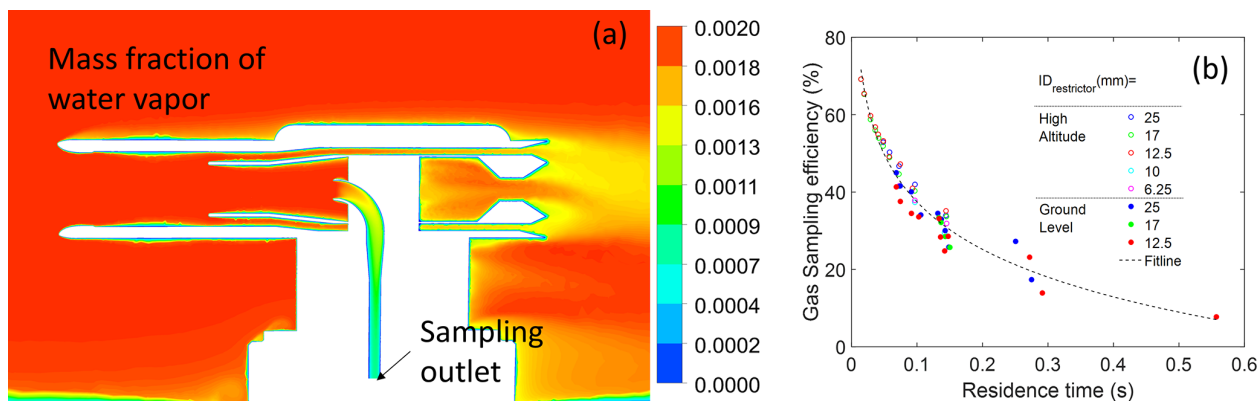 (a)
Mass fraction of
water vapor
Sampling
outlet
0.0020
0.0018
0.0016
0.0013
0.0011
0.0009
0.0007
0.0004
0.0002
0.0000
(b)
Gas Sampling efficiency (%)
80
60
40
20
0
ID restrictor (mm)=
High
Altitude
25
17
12.5
10
6.25
Ground
Level
25
17
12.5
Fitline
0 0.1 0.2 0.3 0.4 0.5 0.6
Residence time (s)